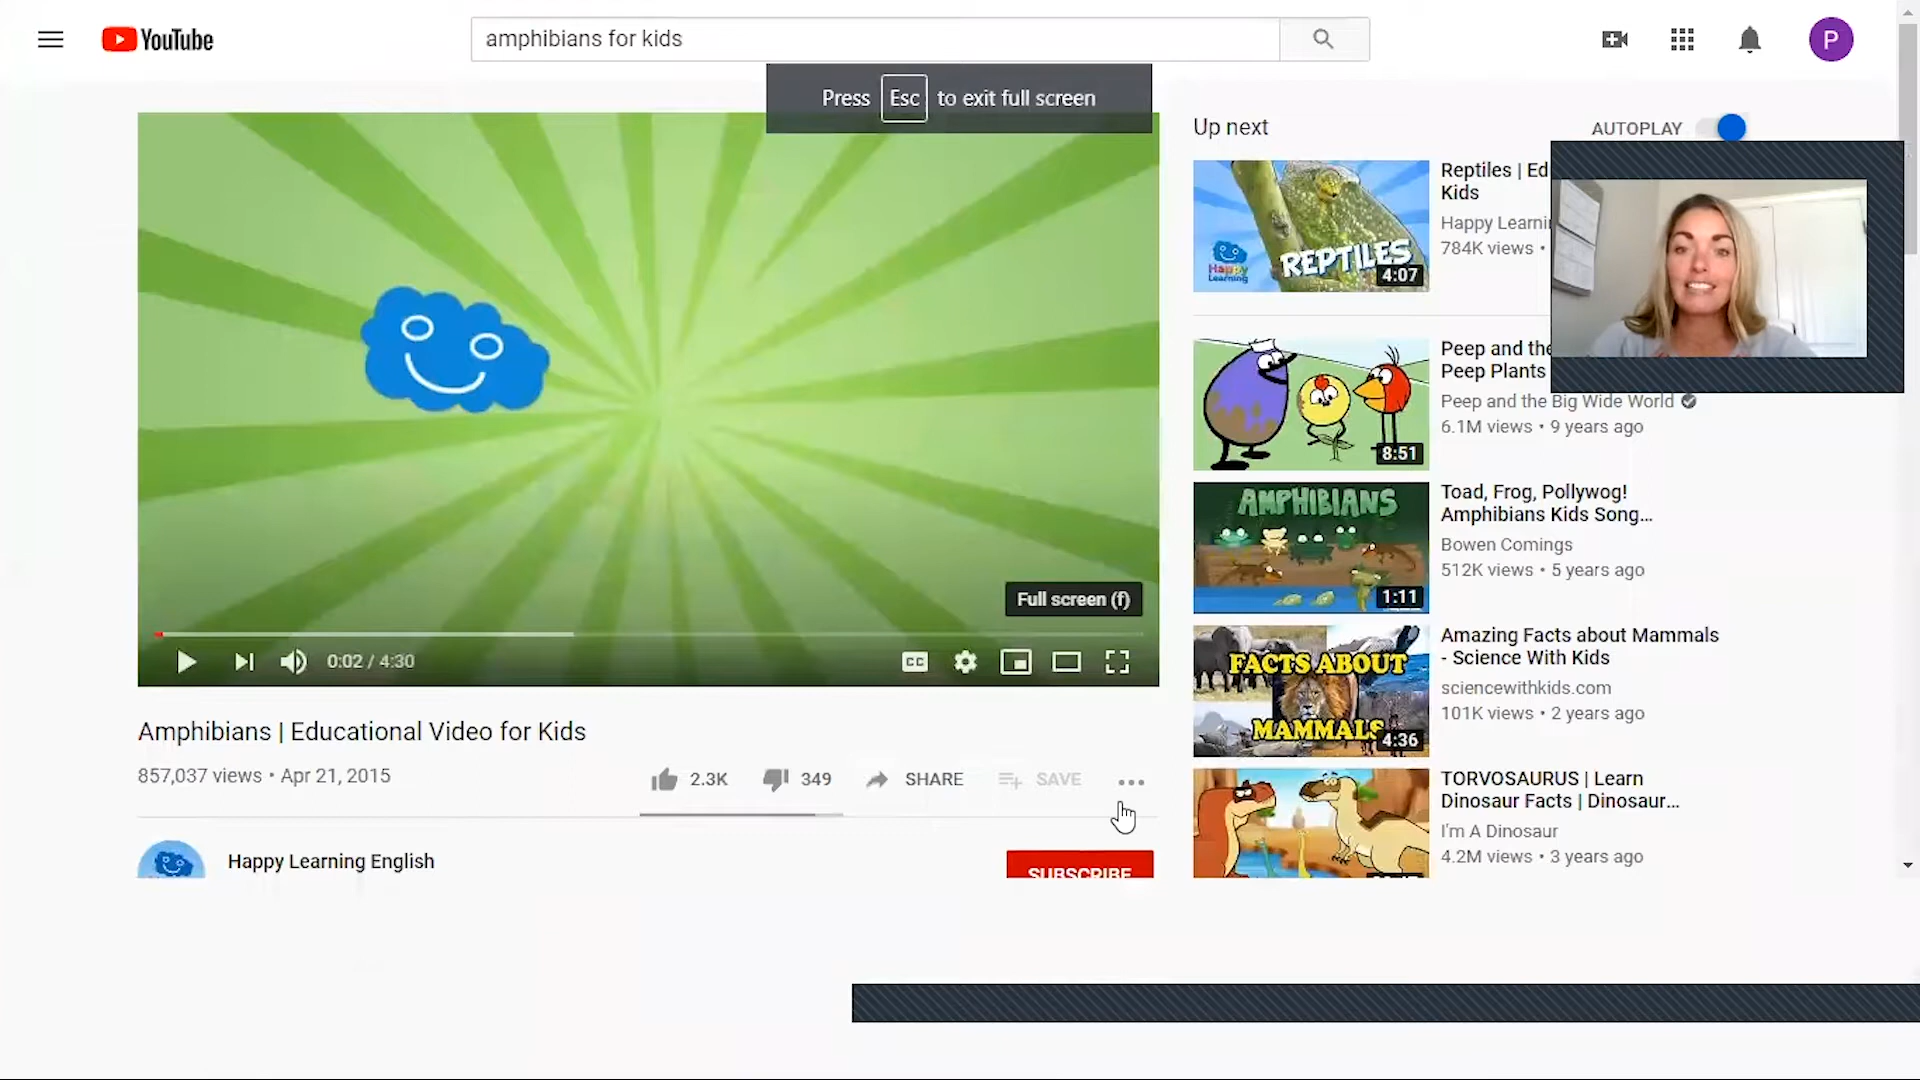 YouTube
amphibians for kids
P
Press Esc to exit full screen
Up next
AUTOPLAY
Reptiles | Ed
Kids
Happy Learni
784K views •
Happy
Learning
REPTILES
4:07
Peep and the
Peep Plants
Peep and the Big Wide World
6.1M views • 9 years ago
8:51
Toad, Frog, Pollywog!
Amphibians Kids Song...
Bowen Comings
512K views • 5 years ago
AMPHIBIANS
1:11
Amazing Facts about Mammals
- Science With Kids
sciencewithkids.com
101K views • 2 years ago
FACTS ABOUT
MAMMALS
4:36
TORVOSAURUS | Learn
Dinosaur Facts | Dinosaur...
I'm A Dinosaur
4.2M views • 3 years ago
Full screen (f)
0:02 / 4:30
CC
Amphibians | Educational Video for Kids
857,037 views • Apr 21, 2015
2.3K
349
SHARE
SAVE
Happy Learning English
SUBSCRIBE